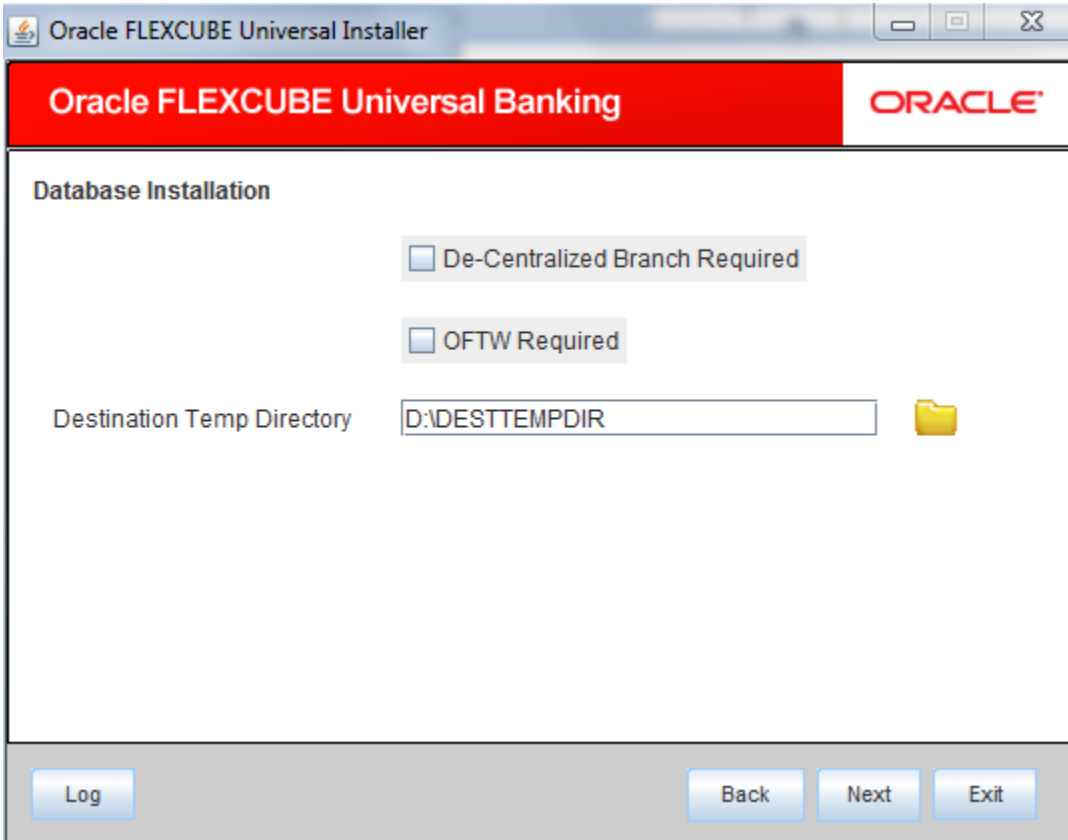 Oracle FLEXCUBE Universal Installer
Oracle FLEXCUBE Universal Banking
ORACLE
Database Installation
De-Centralized Branch Required
OFTW Required
Destination Temp Directory D:\DESTTEMPDIR
Log Back Next Exit